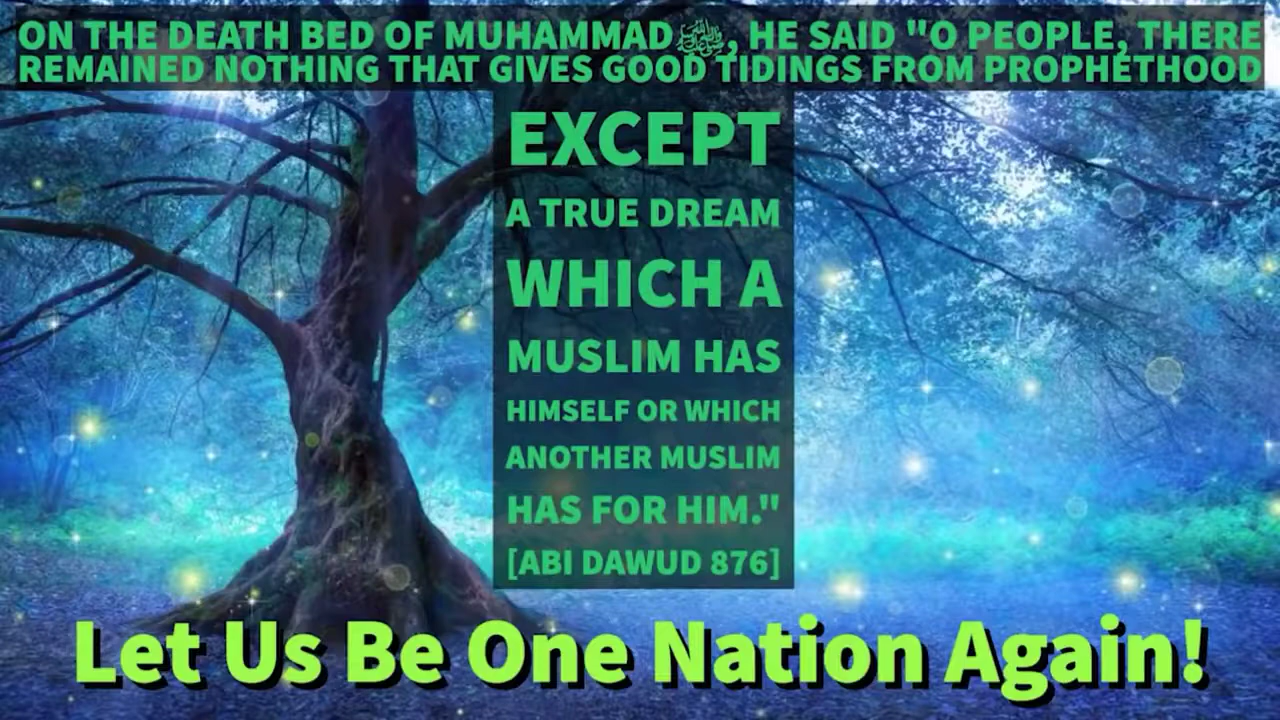 ON THE DEATH BED OF MUHAMMAD ﷺ, HE SAID "O PEOPLE, THERE
REMAINED NOTHING THAT GIVES GOOD TIDINGS FROM PROPHETHOOD
EXCEPT
A TRUE DREAM
WHICH A
MUSLIM HAS
HIMSELF OR WHICH
ANOTHER MUSLIM
HAS FOR HIM."
[ABI DAWUD 876]
Let Us Be One Nation Again!